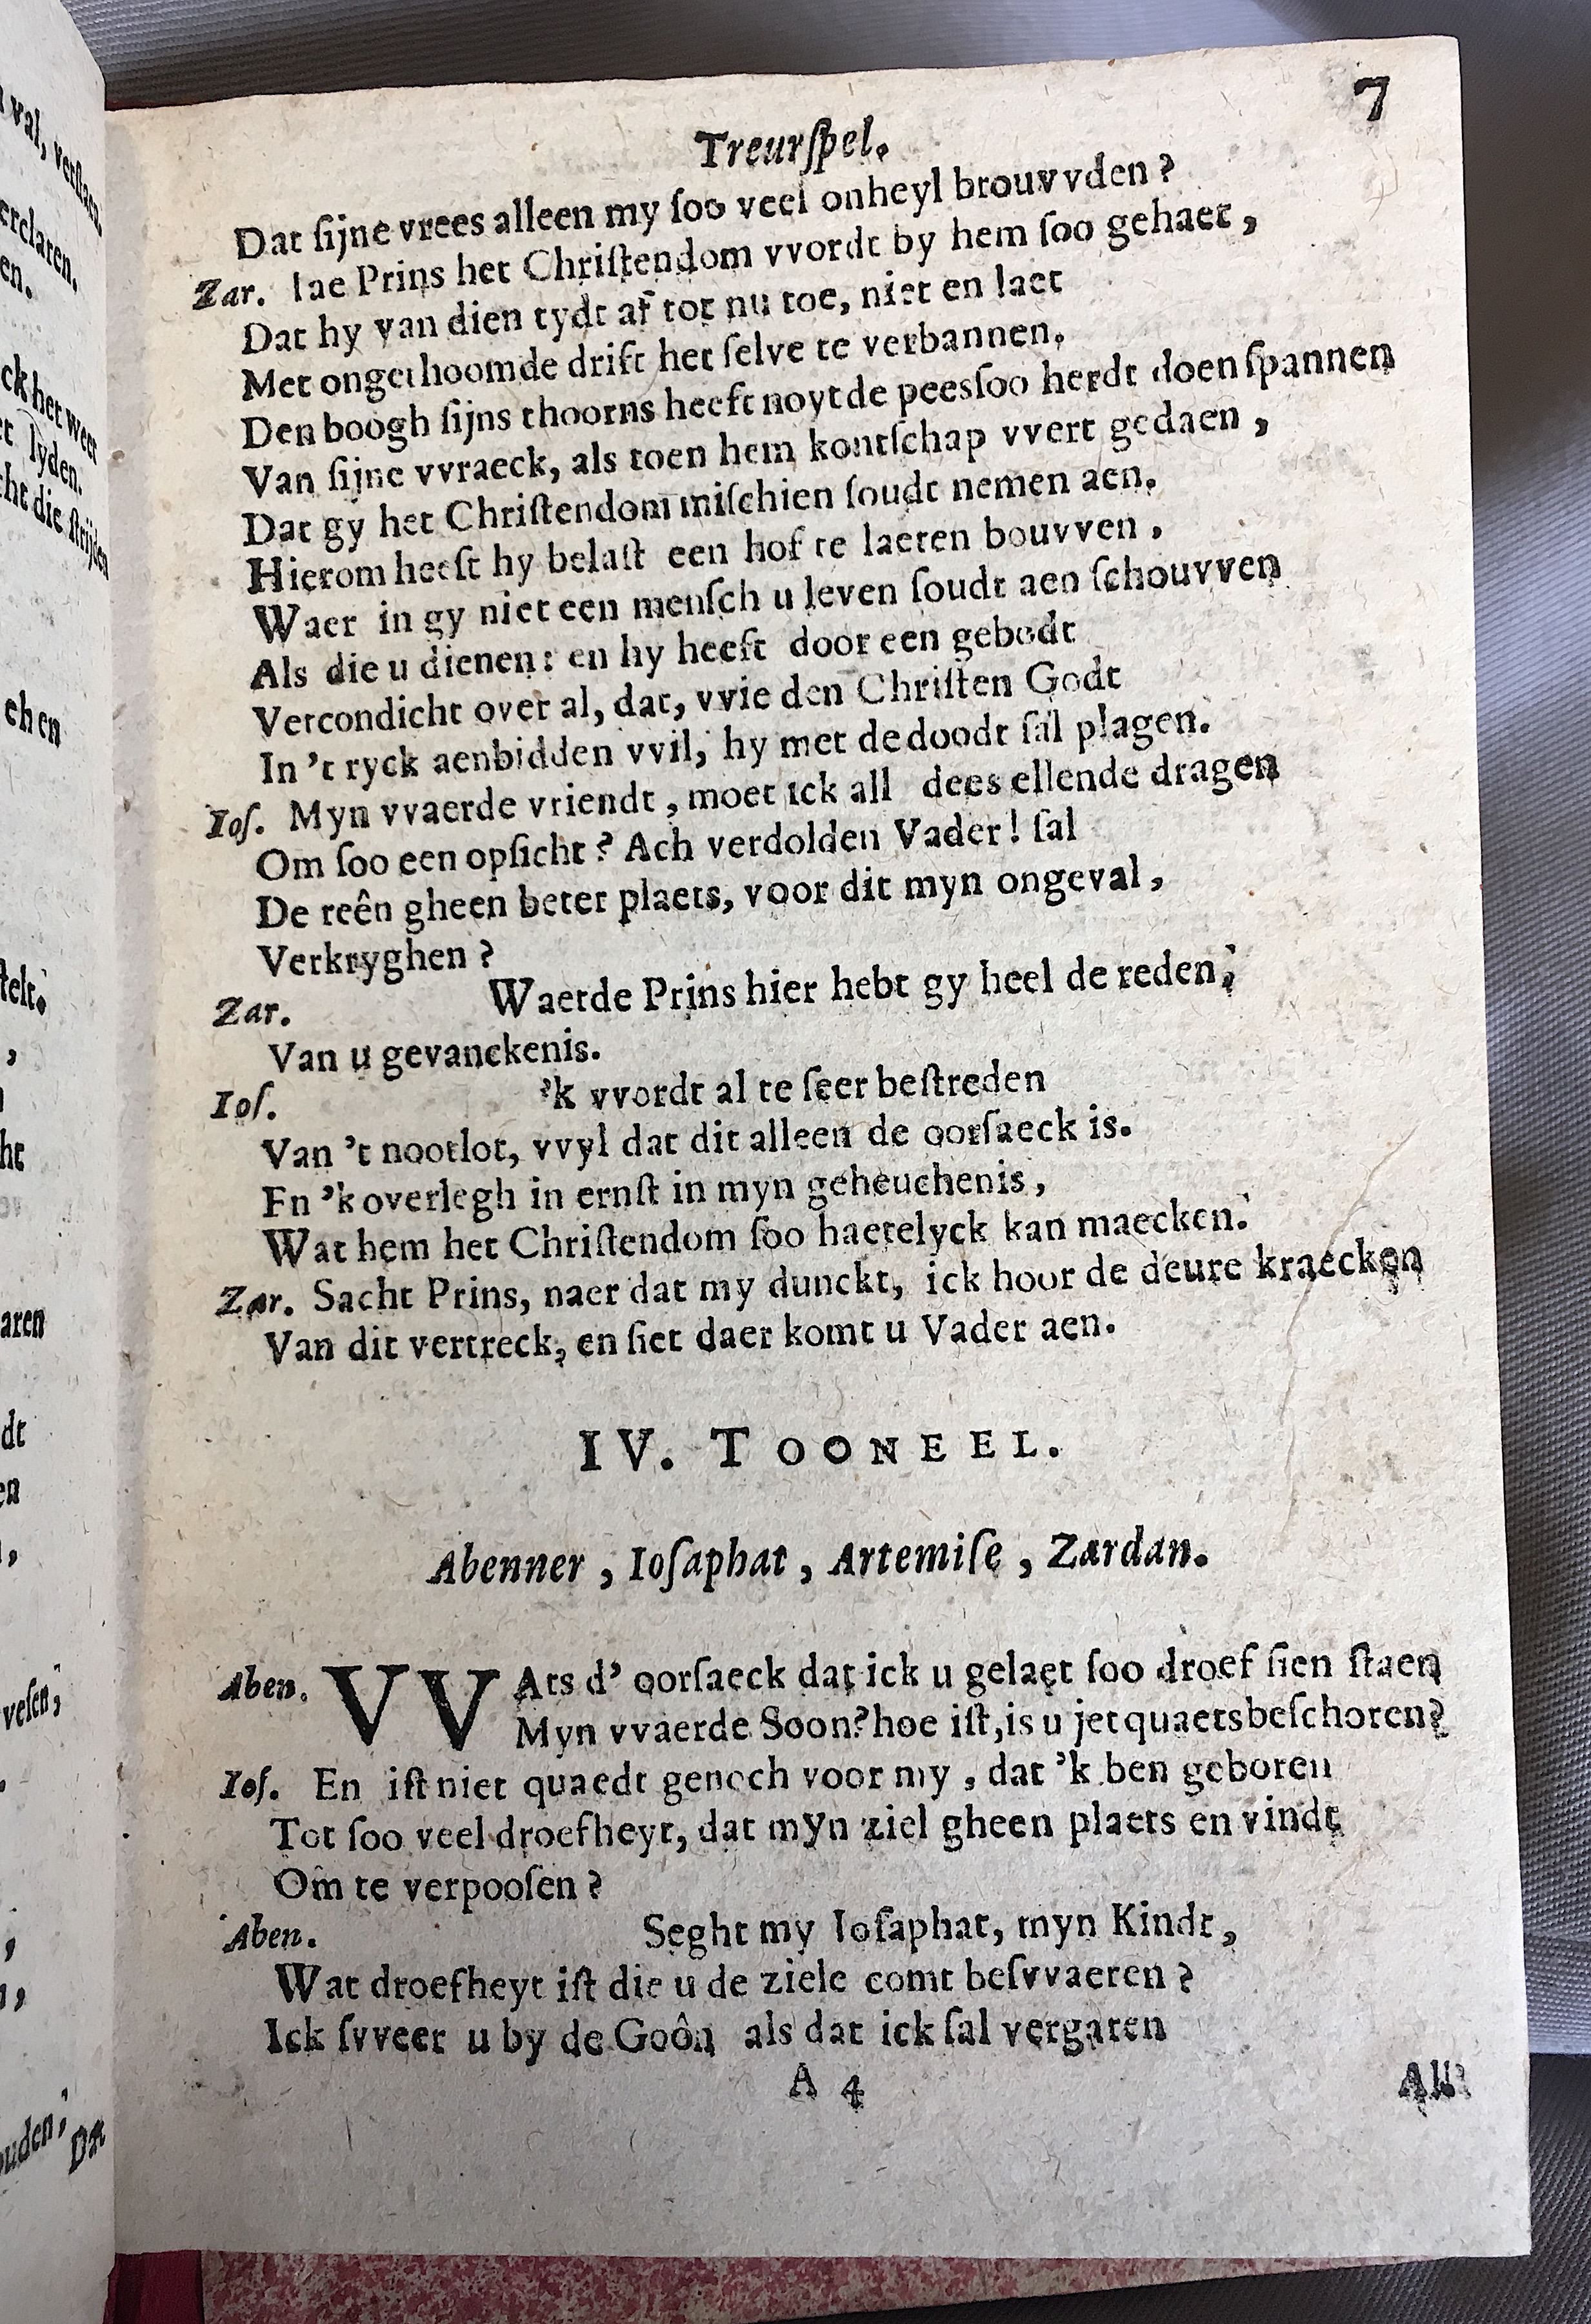 7
Treurſpel.
Dat ſijne vrees alleen my ſoo veel onheyl brouvvden ?
Zar. Iae Prins het Chriſtendom vvordt by hem ſoo gehaet ,
Dat hy van dien tydt af tot nu toe, niet en laet
Met ongethoomde drift het ſelve te verbannen.
Den boogh ſijns thoorns heeft noyt de pees ſoo herdt doen ſpannen
Van ſijne vvraeck, als toen hem kontſchap vvert gedaen ,
Dat gy het Chriſtendom miſchien ſoudt nemen aen.
Hierom heeft hy belaſt een hof te laeten bouvven ,
Waer in gy niet een menſch u leven ſoudt aen ſchouvven
Als die u dienen: en hy heeft door een gebodt
Vercondicht over al, dat, vvie den Chriſten Godt
In 't ryck aenbidden vvil, hy met de doodt ſal plagen.
Ioſ. Myn vvaerde vriendt , moet ick all dees ellende dragen
Om ſoo een opſicht ? Ach verdolden Vader ! ſal
De reên gheen beter plaets, voor dit myn ongeval ,
Verkryghen ?
Zar. Waerde Prins hier hebt gy heel de reden,
Van u gevanckenis.
Ioſ. 'k vvordt al te ſeer beſtreden
Van 't nootlot, vvyl dat dit alleen de oorſaeck is.
En 'k overlegh in ernſt in myn geheuchenis ,
Wat hem het Chriſtendom ſoo haetelyck kan maecken.
Zar. Sacht Prins, naer dat my dunckt, ick hoor de deure kraecken
Van dit vertreck, en ſiet daer komt u Vader aen.
IV. TOONEEL.
Abenner , Ioſaphat , Artemiſe , Zardan.
Aben. VVAts d' oorſaeck dat ick u gelaet ſoo droef ſien ſtaen
Myn vvaerde Soon? hoe iſt, is u jet quaets beſchoren?
Ioſ. En iſt niet quaedt genoch voor my , dat 'k ben geboren
Tot ſoo veel droefheyt, dat myn ziel gheen plaets en vindt
Om te verpooſen ?
Aben. Seght my Ioſaphat, myn Kindt ,
Wat droefheyt iſt die u de ziele comt beſvvaeren ?
Ick ſvveer u by de Goôn als dat ick ſal vergaren
A 4
All